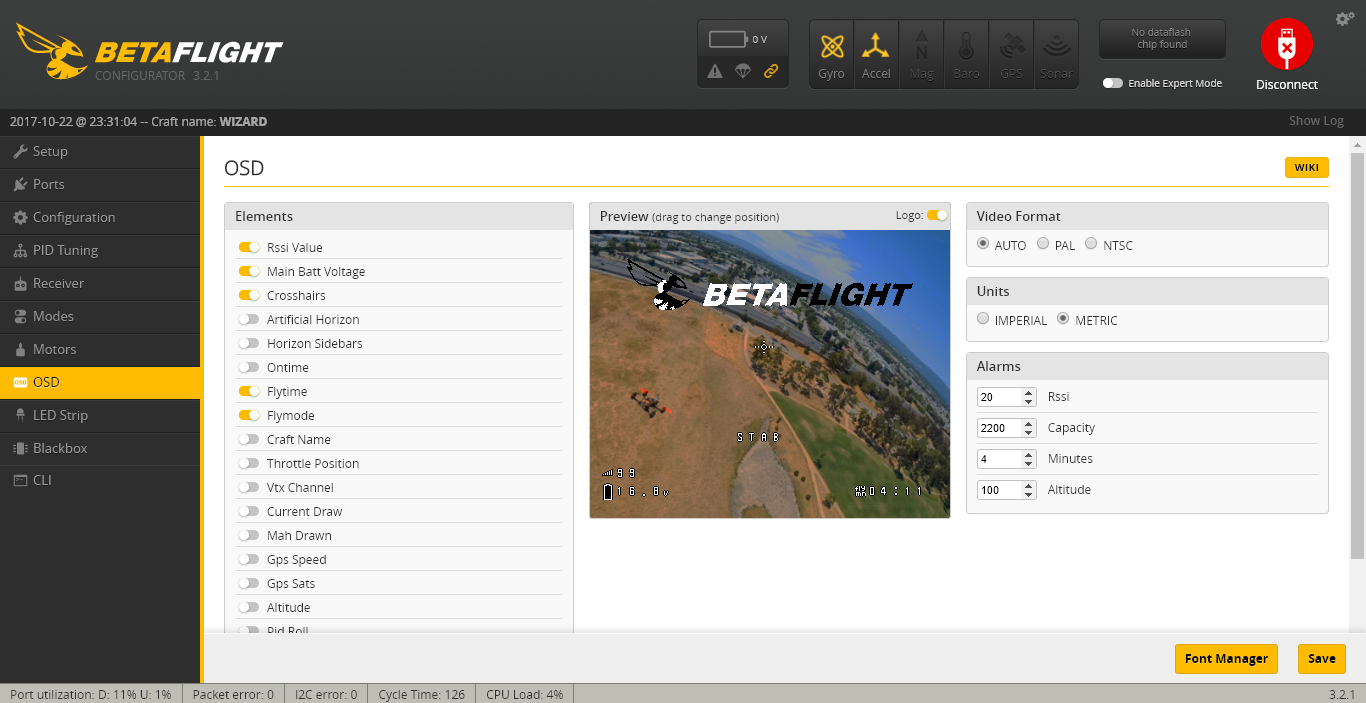 BETAFLIGHT
CONFIGURATOR 3.2.1
0 V
Gyro
Accel
Mag
Baro
GPS
Sonar
No dataflash
chip found
Enable Expert Mode
Disconnect
2017-10-22 @ 23:31:04 -- Craft name: WIZARD
Show Log
Setup
Ports
Configuration
PID Tuning
Receiver
Modes
Motors
OSD
LED Strip
Blackbox
CLI
OSD
WIKI
Elements
Rssi Value
Main Batt Voltage
Crosshairs
Artificial Horizon
Horizon Sidebars
Ontime
Flytime
Flymode
Craft Name
Throttle Position
Vtx Channel
Current Draw
Mah Drawn
Gps Speed
Gps Sats
Altitude
Pid Roll
Preview (drag to change position)
Logo:
BETAFLIGHT
STAB
99
16.8V
FLY MN 04:11
Video Format
AUTO PAL NTSC
Units
IMPERIAL METRIC
Alarms
20 Rssi
2200 Capacity
4 Minutes
100 Altitude
Font Manager
Save
Port utilization: D: 11% U: 1%
Packet error: 0
I2C error: 0
Cycle Time: 126
CPU Load: 4%
3.2.1